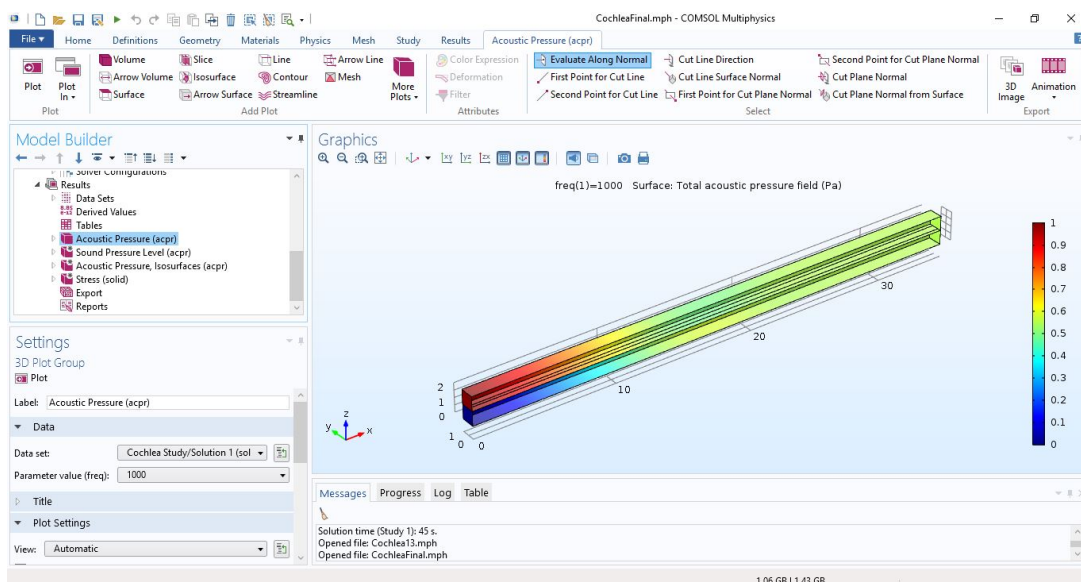 CochleaFinal.mph - COMSOL Multiphysics
File Home Definitions Geometry Materials Physics Mesh Study Results Acoustic Pressure (acpr)
Volume Slice Line Arrow Line Color Expression Evaluate Along Normal Cut Line Direction Second Point for Cut Plane Normal
Arrow Volume Isosurface Contour Mesh Deformation First Point for Cut Line Cut Line Surface Normal Cut Plane Normal
Surface Arrow Surface Streamline Filter Second Point for Cut Line First Point for Cut Plane Normal Cut Plane Normal from Surface
Plot Plot In More Plots 3D Image Animation
Plot Add Plot Attributes Select Export
Model Builder
Solver Configurations
Results
Data Sets
8.85
e-12 Derived Values
Tables
Acoustic Pressure (acpr)
Sound Pressure Level (acpr)
Acoustic Pressure, Isosurfaces (acpr)
Stress (solid)
Export
Reports
Settings
3D Plot Group
Plot
Label: Acoustic Pressure (acpr)
Data
Data set: Cochlea Study/Solution 1 (sol
Parameter value (freq): 1000
Title
Plot Settings
View: Automatic
Graphics
xy yz zx
freq(1)=1000 Surface: Total acoustic pressure field (Pa)
1
0.9
0.8
0.7
0.6
0.5
0.4
0.3
0.2
0.1
0
30
20
10
2
1
0
1
0
0
z
y
x
Messages Progress Log Table
Solution time (Study 1): 45 s.
Opened file: Cochlea13.mph
Opened file: CochleaFinal.mph
1.06 GB | 1.43 GB